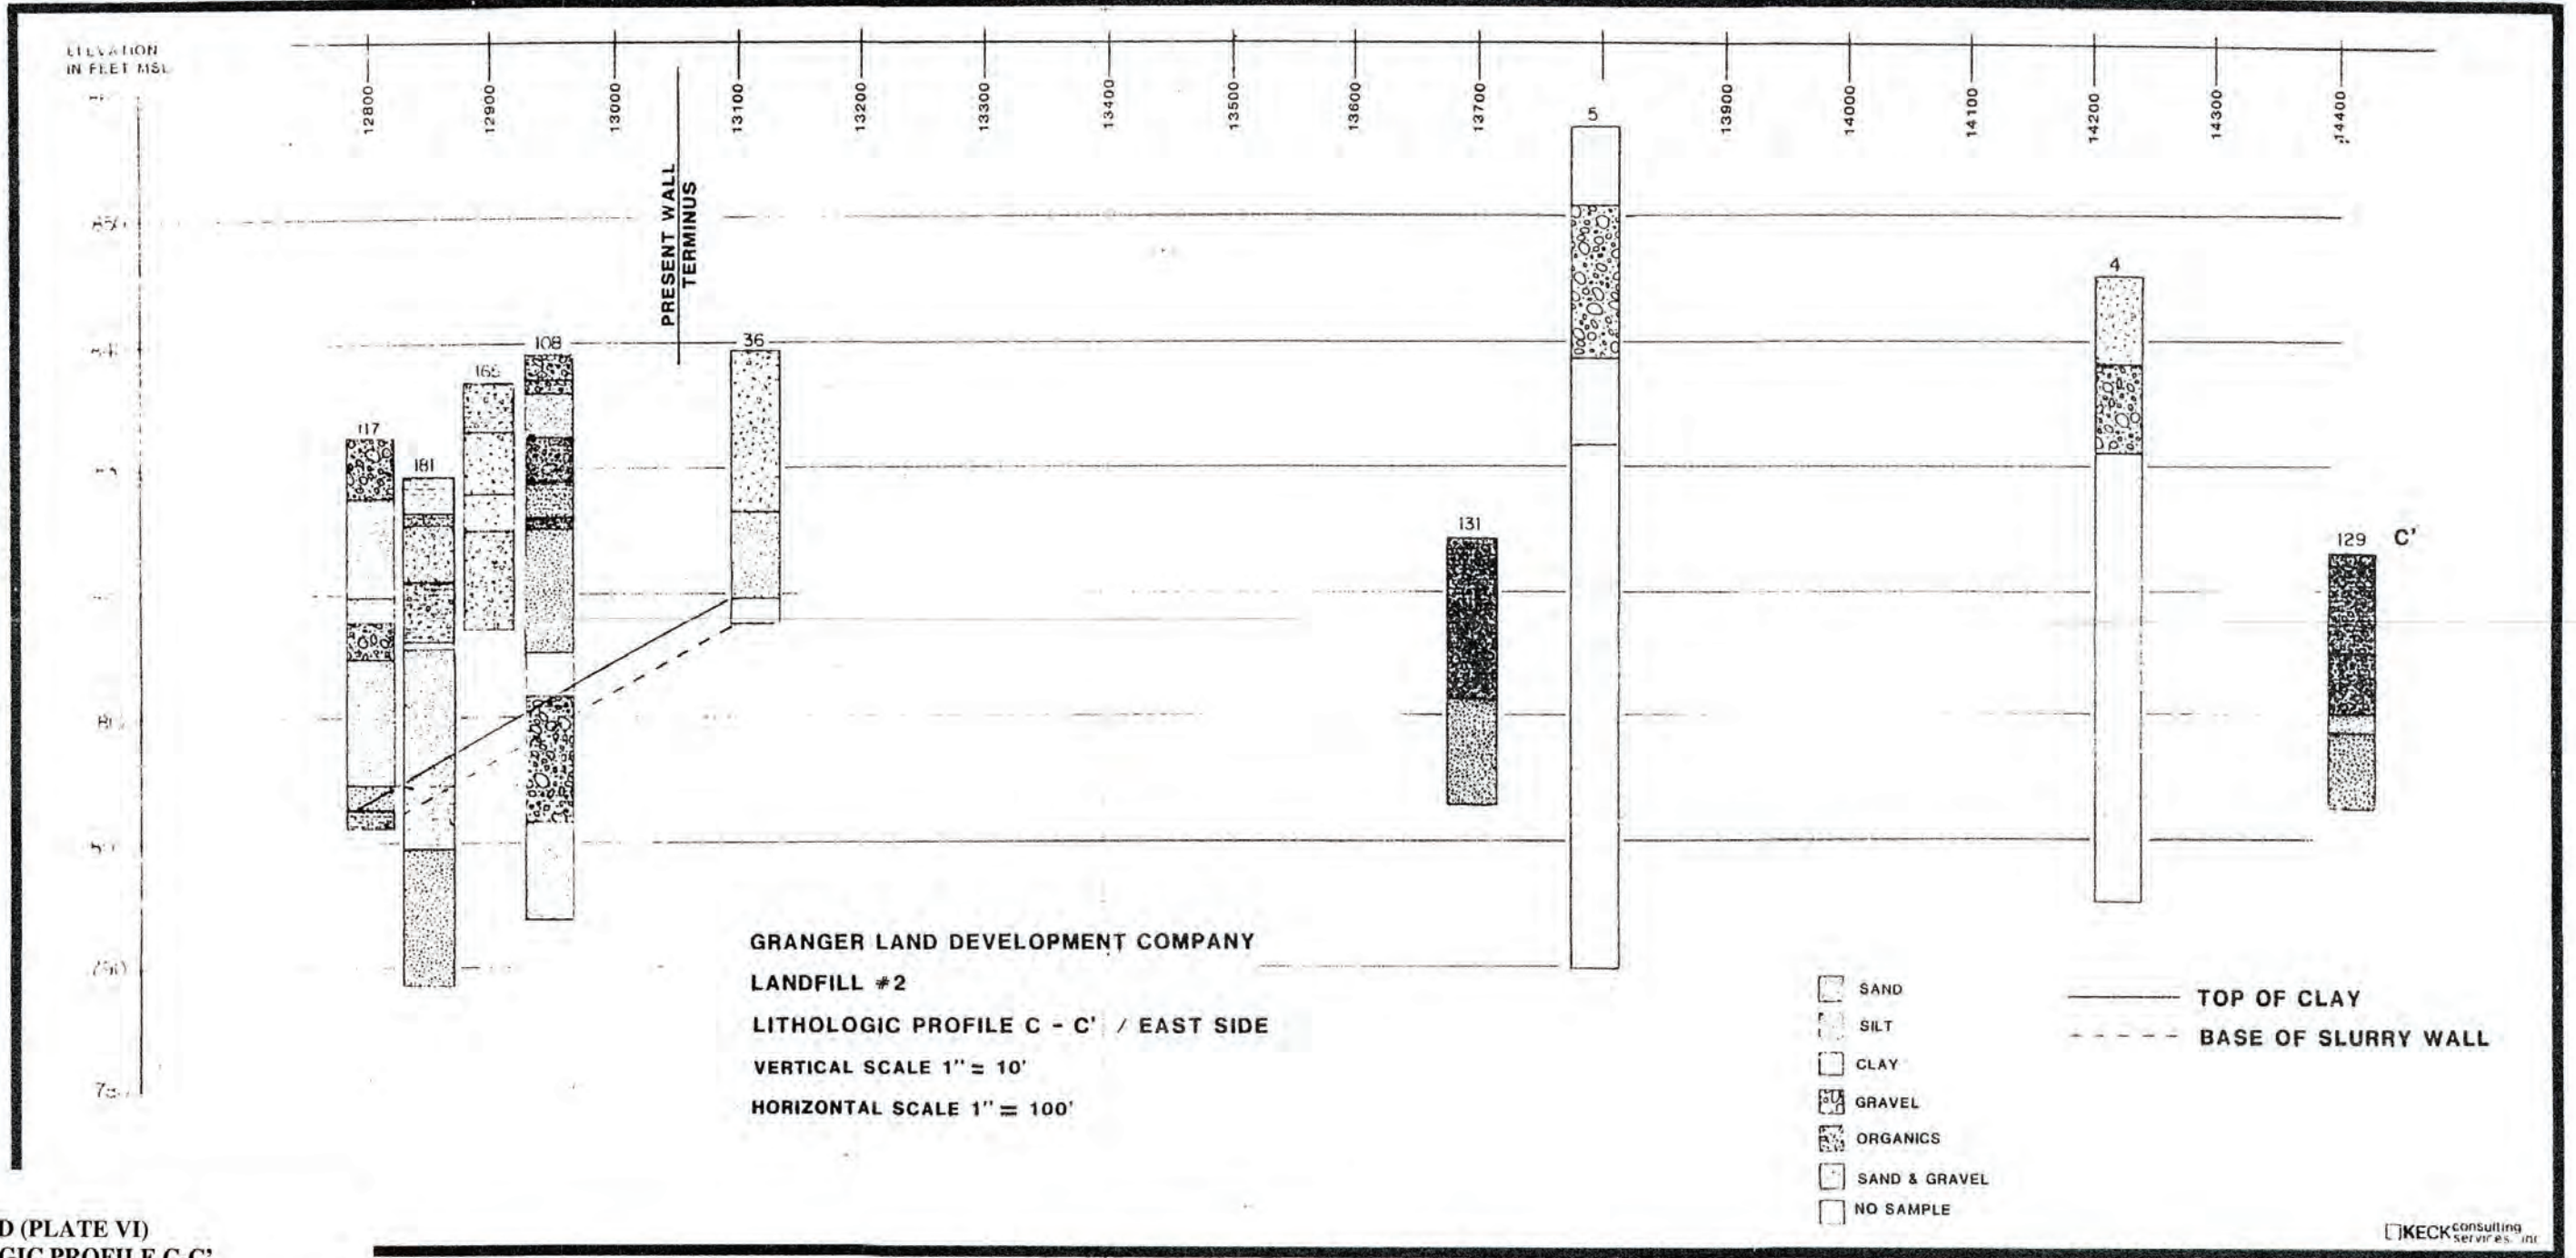 ELEVATION
IN FEET MSL
12800
12900
13000
13100
13200
13300
13400
13500
13600
13700
13900
14000
14100
14200
14300
14400
PRESENT WALL
TERMINUS
5
4
108
36
165
117
181
131
129
C'
790
GRANGER LAND DEVELOPMENT COMPANY
LANDFILL #2
LITHOLOGIC PROFILE C - C' / EAST SIDE
VERTICAL SCALE 1" = 10'
HORIZONTAL SCALE 1" = 100'
SAND
SILT
CLAY
GRAVEL
ORGANICS
SAND & GRAVEL
NO SAMPLE
TOP OF CLAY
BASE OF SLURRY WALL
D (PLATE VI)
GIC PROFILE C-C'
KECK consulting
services, inc